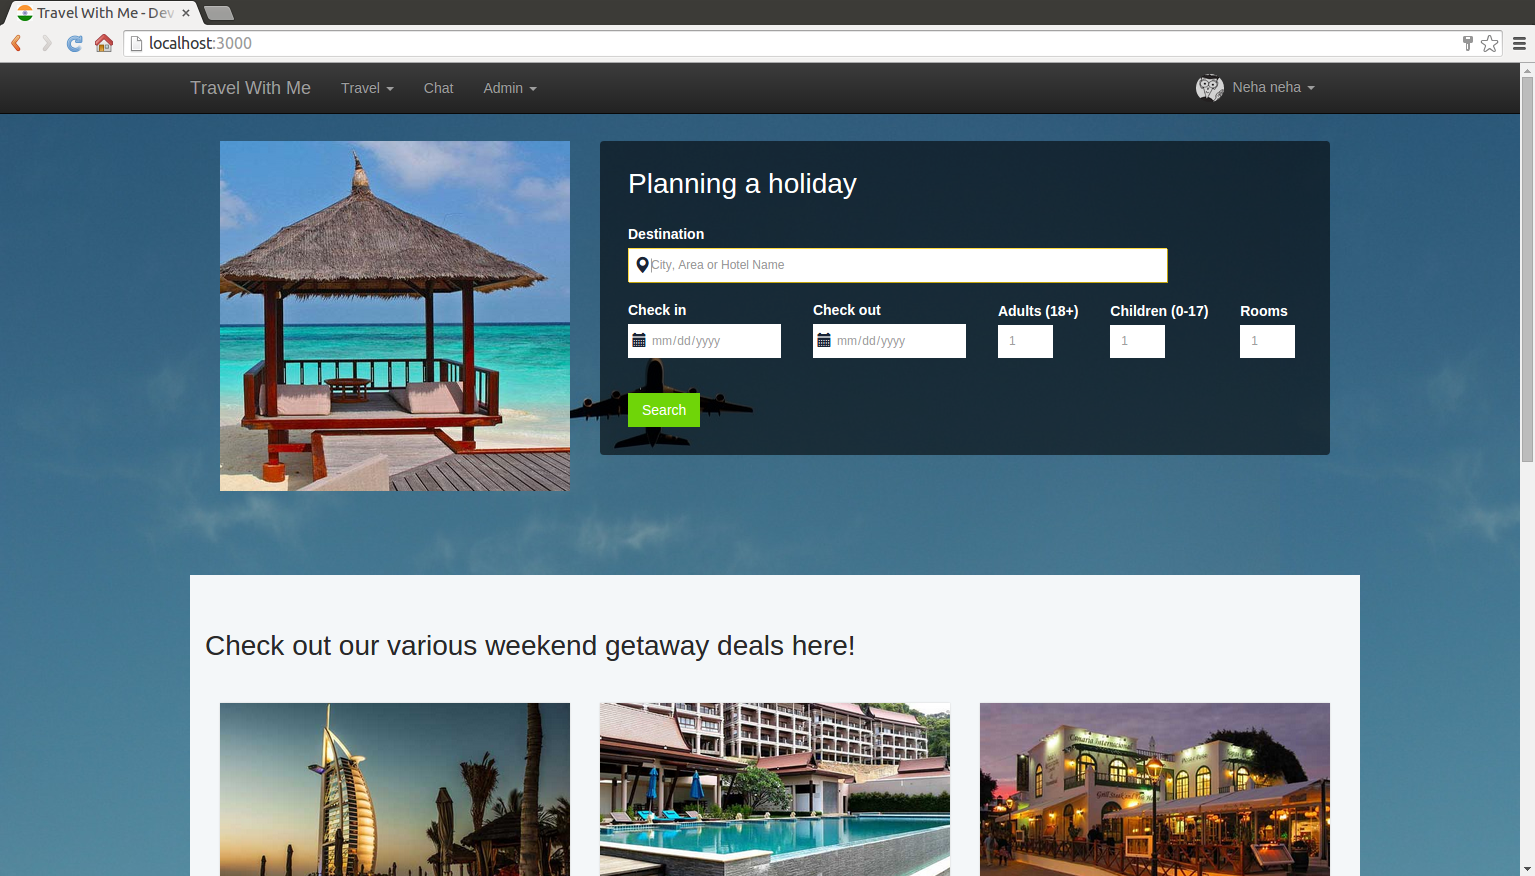 Travel With Me - Dev
localhost:3000
Travel With Me Travel Chat Admin Neha neha
Planning a holiday
Destination
City, Area or Hotel Name
Check in Check out Adults (18+) Children (0-17) Rooms
mm/dd/yyyy mm/dd/yyyy 1 1 1
Search
Check out our various weekend getaway deals here!
Canaria Internacional